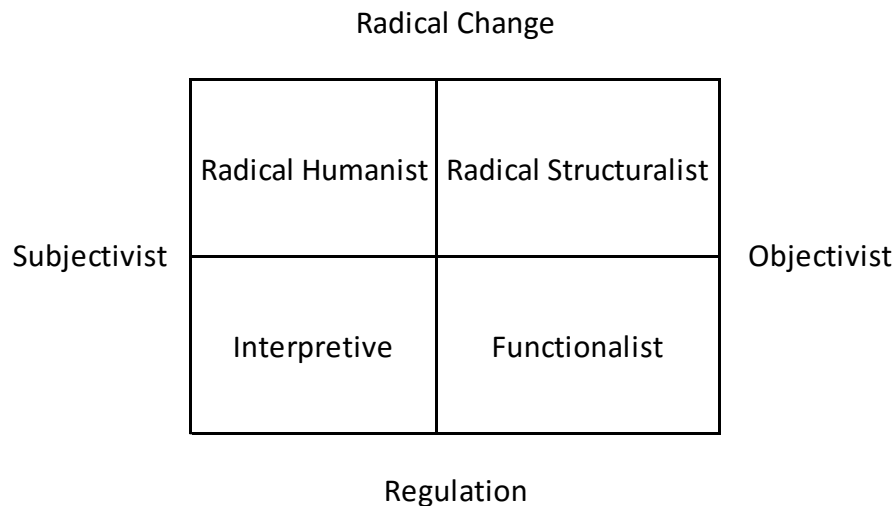 Radical Change
Radical Humanist
Radical Structuralist
Subjectivist
Objectivist
Interpretive
Functionalist
Regulation